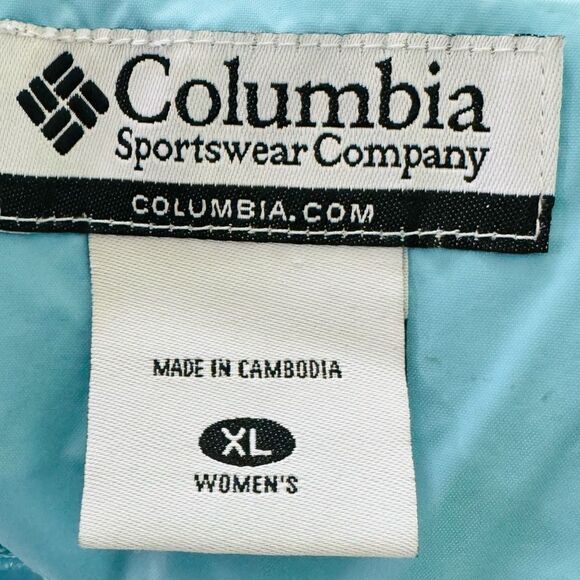 Columbia
Sportswear Company
COLUMBIA.COM
MADE IN CAMBODIA
XL
WOMEN'S